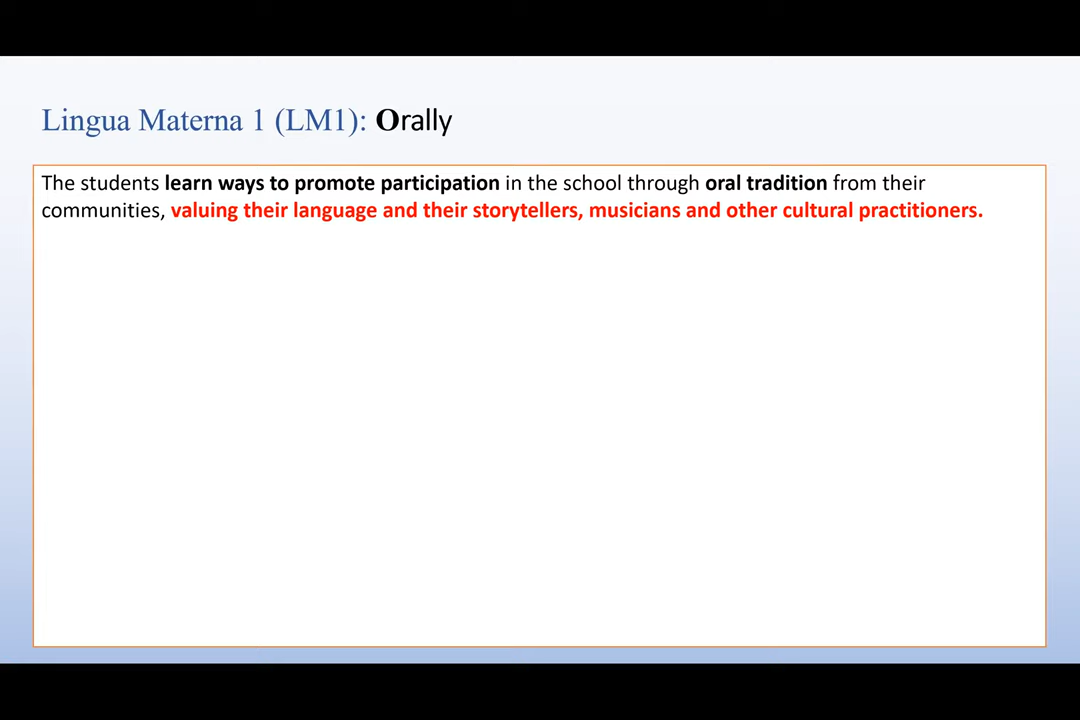 Lingua Materna 1 (LM1): Orally
The students learn ways to promote participation in the school through oral tradition from their
communities, valuing their language and their storytellers, musicians and other cultural practitioners.